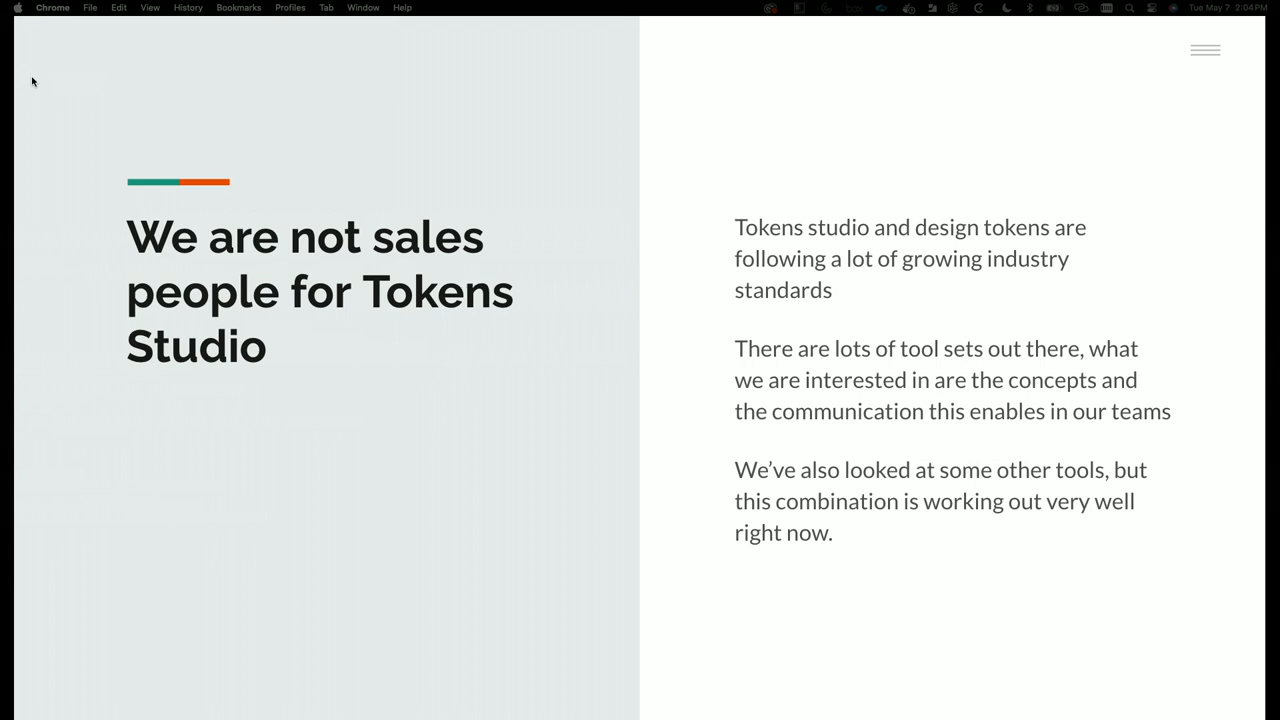 Chrome File Edit View History Bookmarks Profiles Tab Window Help Tue May 7 2:04 PM
We are not sales
people for Tokens
Studio
Tokens studio and design tokens are
following a lot of growing industry
standards
There are lots of tool sets out there, what
we are interested in are the concepts and
the communication this enables in our teams
We’ve also looked at some other tools, but
this combination is working out very well
right now.